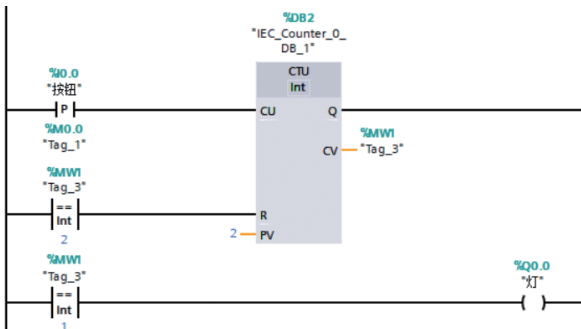 %DB2
"IEC_Counter_0_
DB_1"
CTU
Int
%I0.0
"按钮"
P
CU
Q
%M0.0
"Tag_1"
%MW1
CV
"Tag_3"
%MW1
"Tag_3"
==
Int
2
R
2
PV
%MW1
"Tag_3"
==
Int
1
%Q0.0
"灯"